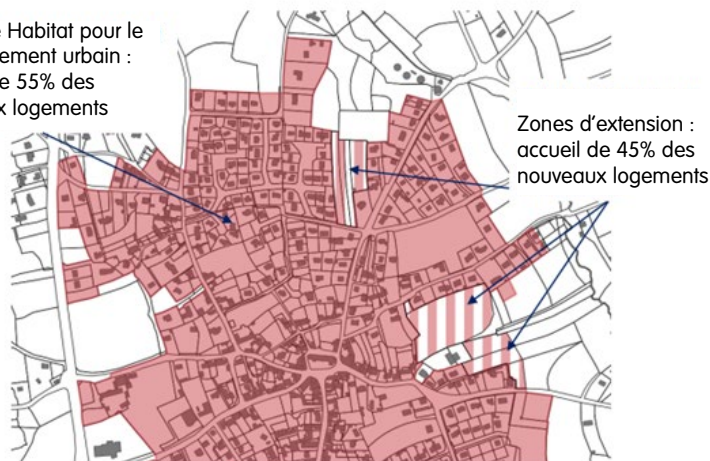 Habitat pour le
ement urbain :
e 55% des
x logements
Zones d’extension :
accueil de 45% des
nouveaux logements